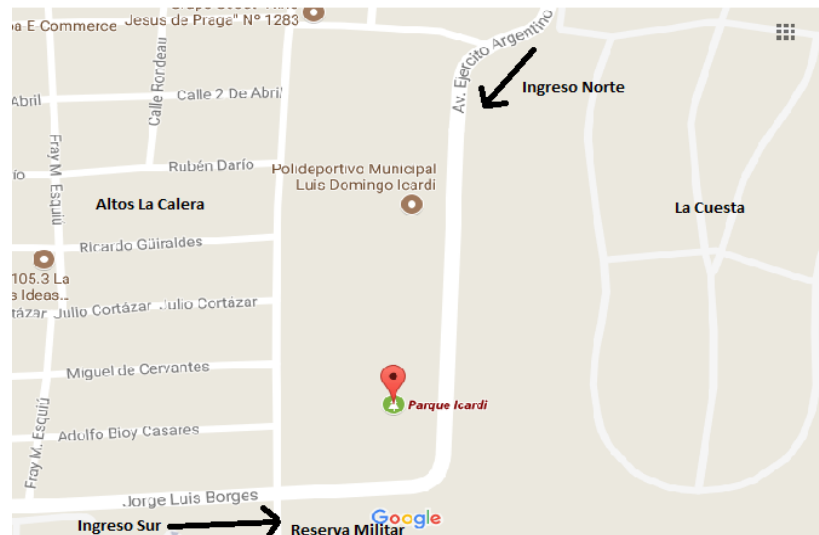 a E Commerce
Jesus de Praga" Nº 1283
Calle Rondeau
Abril
Calle 2 De Abril
Av. Ejercito Argentino
Ingreso Norte
Fray M. Esquiú
ío
Rubén Darío
Polideportivo Municipal
Luis Domingo Icardi
Altos La Calera
La Cuesta
Ricardo Güiraldes
105.3 La
s Ideas...
tázar
Julio Cortázar
Julio Cortázar
Miguel de Cervantes
Parque Icardi
Adolfo Bioy Casares
Fray M. Esquiú
Jorge Luis Borges
Ingreso Sur
Google
Reserva Militar